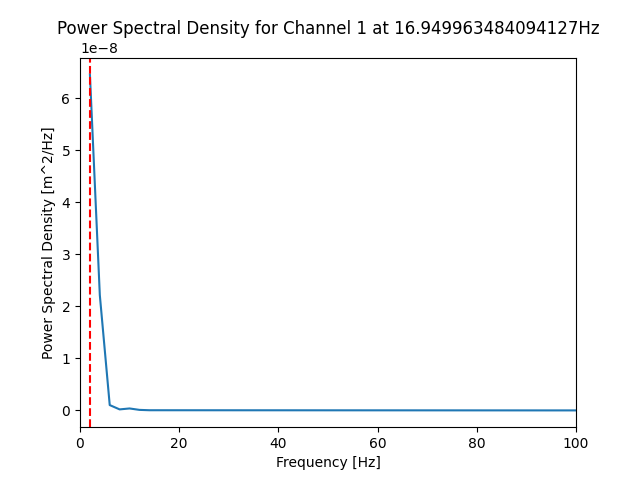 Power Spectral Density for Channel 1 at 16.949963484094127Hz
1e−8
6
5
4
3
2
1
0
Power Spectral Density [m^2/Hz]
0 20 40 60 80 100
Frequency [Hz]